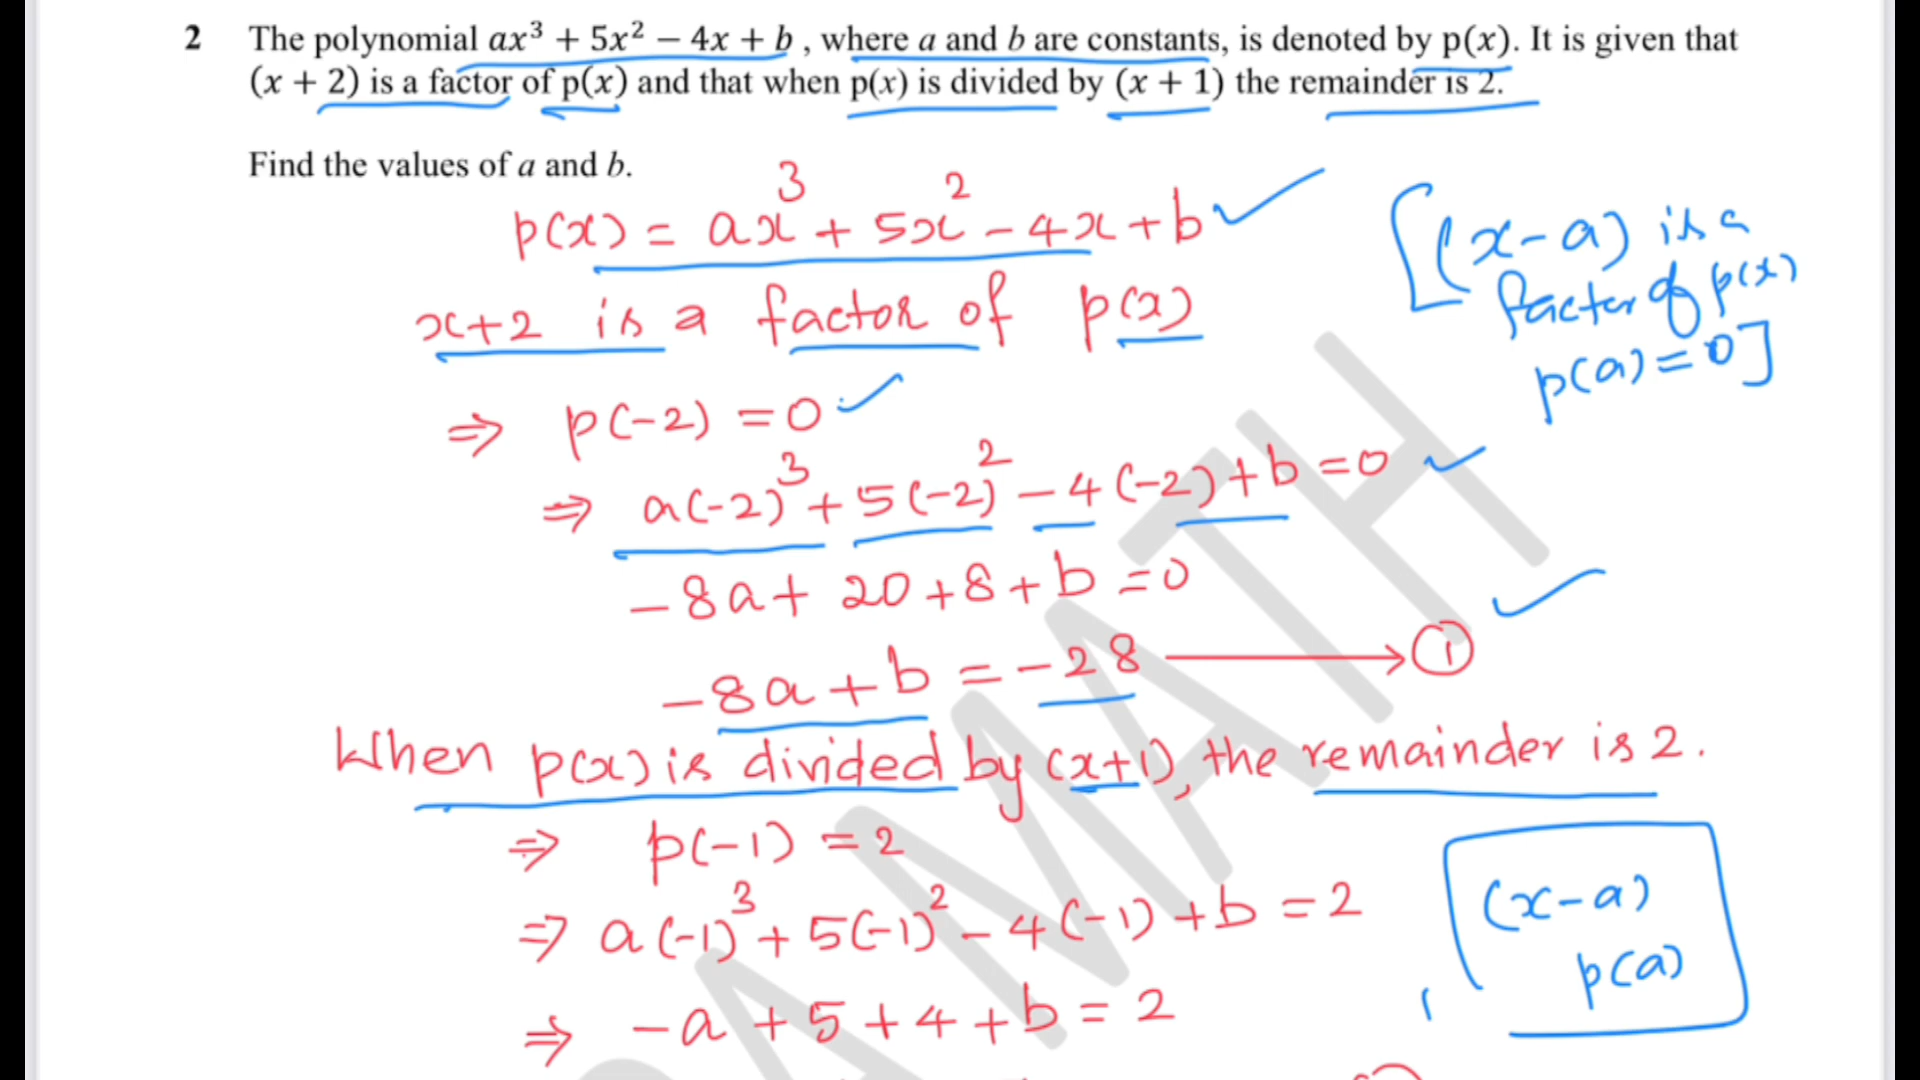 2 The polynomial ax³ + 5x² − 4x + b , where a and b are constants, is denoted by p(x). It is given that
(x + 2) is a factor of p(x) and that when p(x) is divided by (x + 1) the remainder is 2.
Find the values of a and b.
p(x) = ax³ + 5x² − 4x + b
[(x-a) is a
factor of p(x)
p(a)=0]
x+2 is a factor of p(x)
⇒ p(-2) = 0
⇒ a(-2)³ + 5(-2)² − 4(-2) + b = 0
−8a + 20 + 8 + b = 0
−8a + b = −28 → ①
When p(x) is divided by (x+1), the remainder is 2.
⇒ p(-1) = 2
⇒ a(-1)³ + 5(-1)² − 4(-1) + b = 2
⇒ −a + 5 + 4 + b = 2
(x-a)
p(a)
MATH